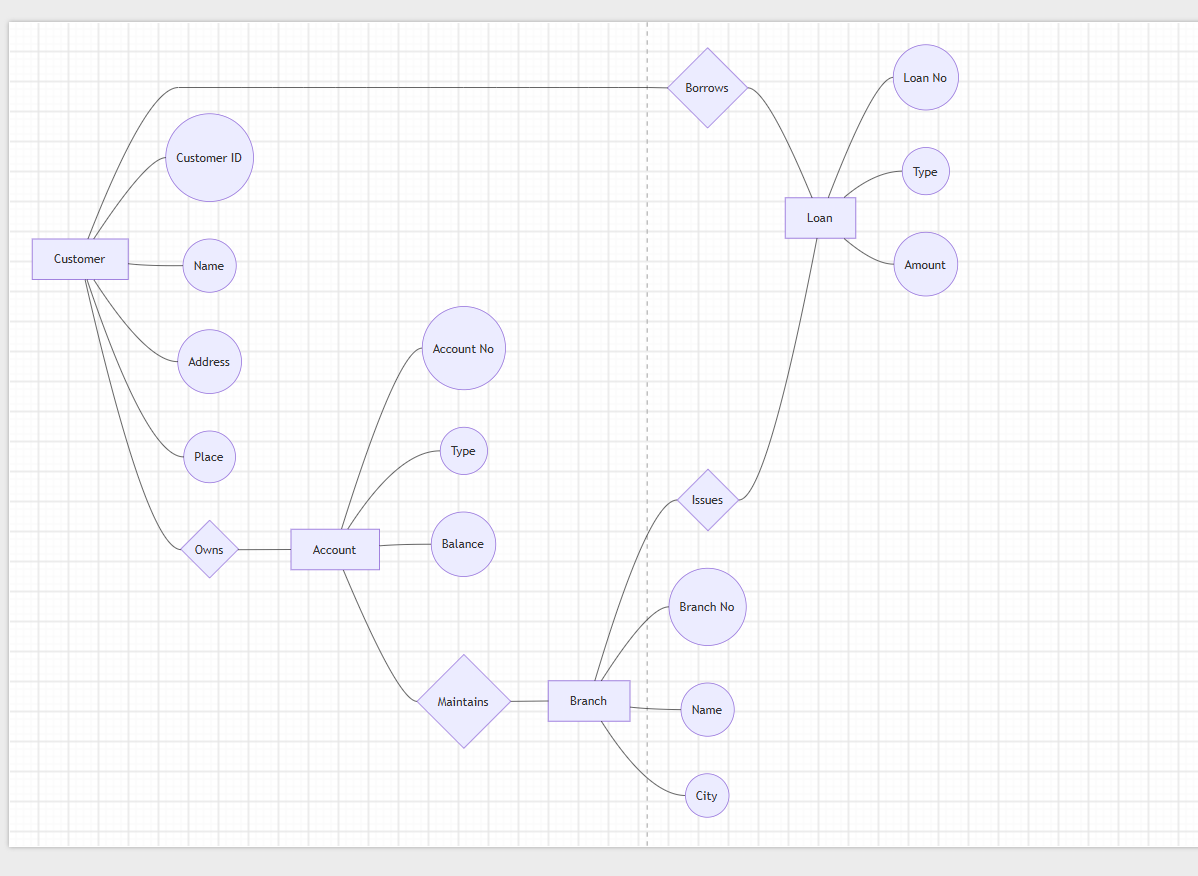 Borrows
Loan No
Customer ID
Type
Loan
Customer
Name
Amount
Account No
Address
Type
Place
Issues
Owns
Account
Balance
Branch No
Maintains
Branch
Name
City